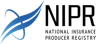 NIPR
NATIONAL INSURANCE
PRODUCER REGISTRY